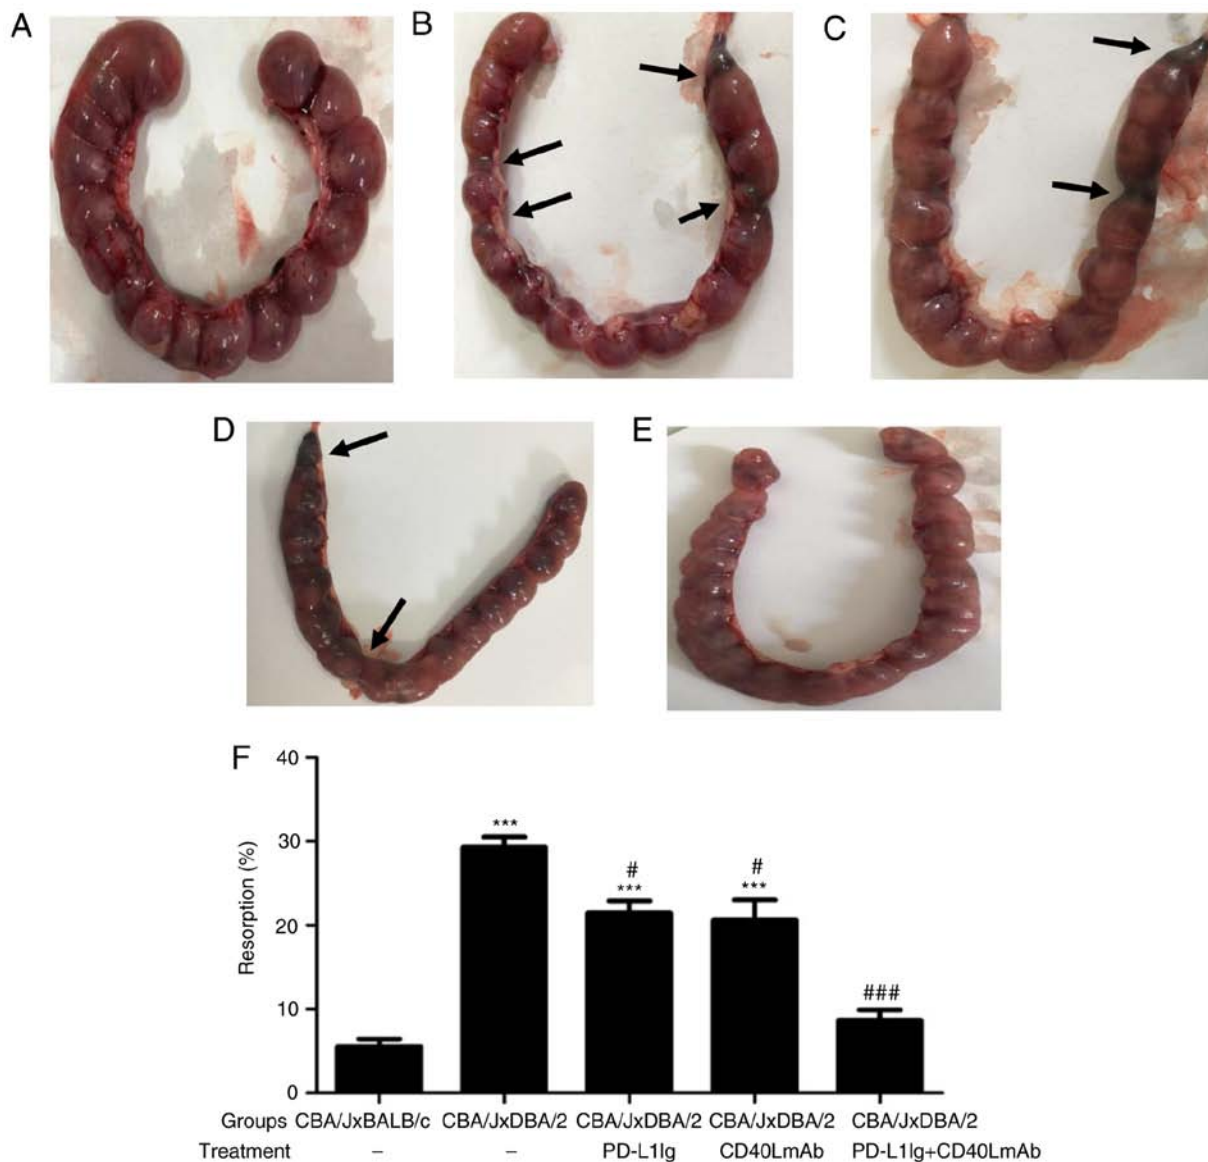 A
B
C
D
E
F
40
30
20
10
0
Resorption (%)
***
#
***
#
***
###
Groups CBA/JxBALB/c CBA/JxDBA/2 CBA/JxDBA/2 CBA/JxDBA/2 CBA/JxDBA/2
Treatment – – PD-L1Ig CD40LmAb PD-L1Ig+CD40LmAb